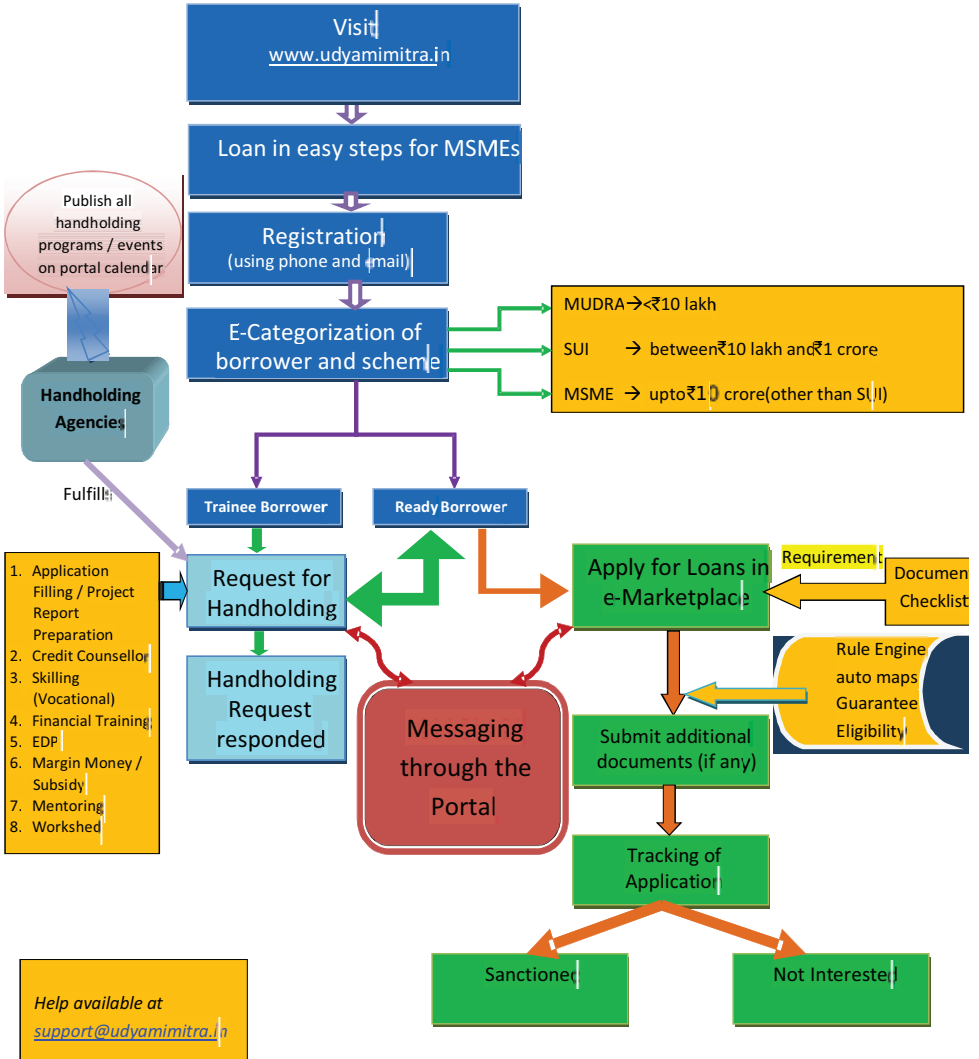 Visit
www.udyamimitra.in
Loan in easy steps for MSMEs
Publish all
handholding
programs / events
on portal calendar
Registration
(using phone and email)
E-Categorization of
borrower and scheme
MUDRA→<₹10 lakh
SUI → between₹10 lakh and₹1 crore
MSME → upto₹10 crore(other than SUI)
Handholding
Agencies
Fulfills
Trainee Borrower
Ready Borrower
1. Application
Filling / Project
Report
Preparation
2. Credit Counsellor
3. Skilling
(Vocational)
4. Financial Training
5. EDP
6. Margin Money /
Subsidy
7. Mentoring
8. Workshed
Request for
Handholding
Apply for Loans in
e-Marketplace
Requirement
Document
Checklist
Handholding
Request
responded
Messaging
through the
Portal
Rule Engine
auto maps
Guarantee
Eligibility
Submit additional
documents (if any)
Tracking of
Application
Sanctioned
Not Interested
Help available at
support@udyamimitra.in